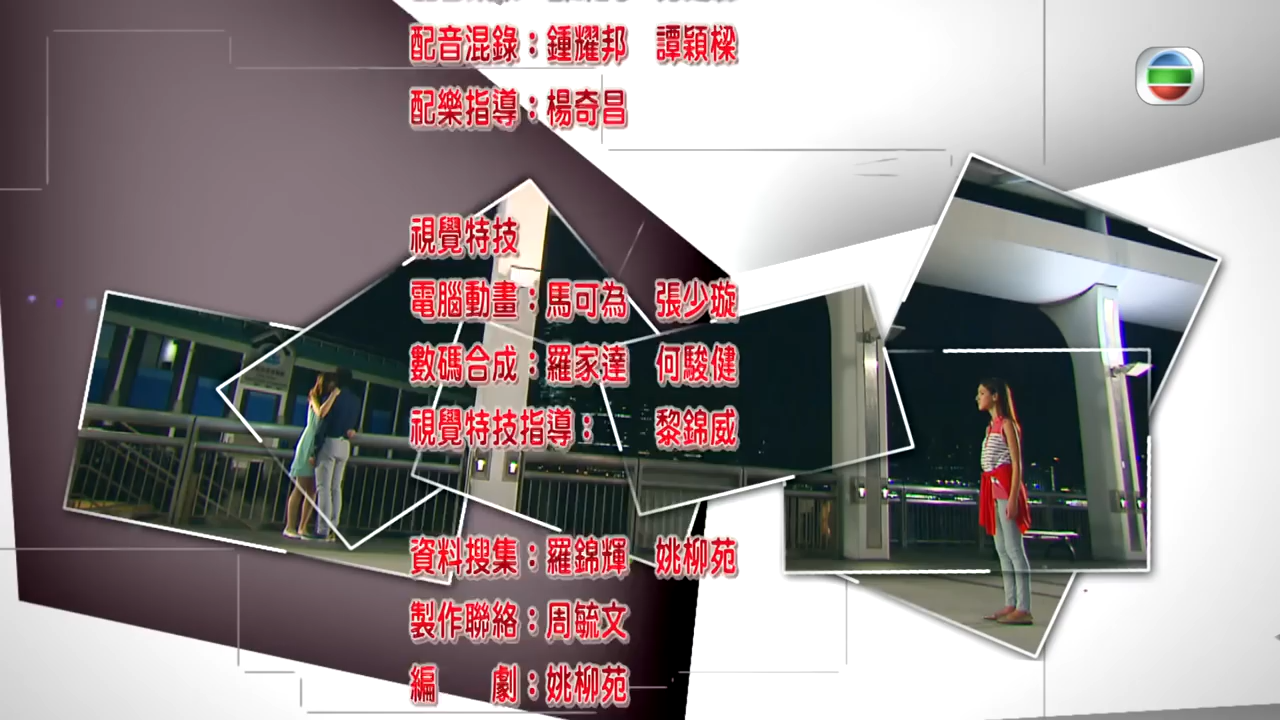 配音混錄：鍾耀邦　譚穎樑
配樂指導：楊奇昌
視覺特技
電腦動畫：馬可為　張少璇
數碼合成：羅家達　何駿健
視覺特技指導：　　黎錦威
資料搜集：羅錦輝　姚柳苑
製作聯絡：周毓文
編　　劇：姚柳苑